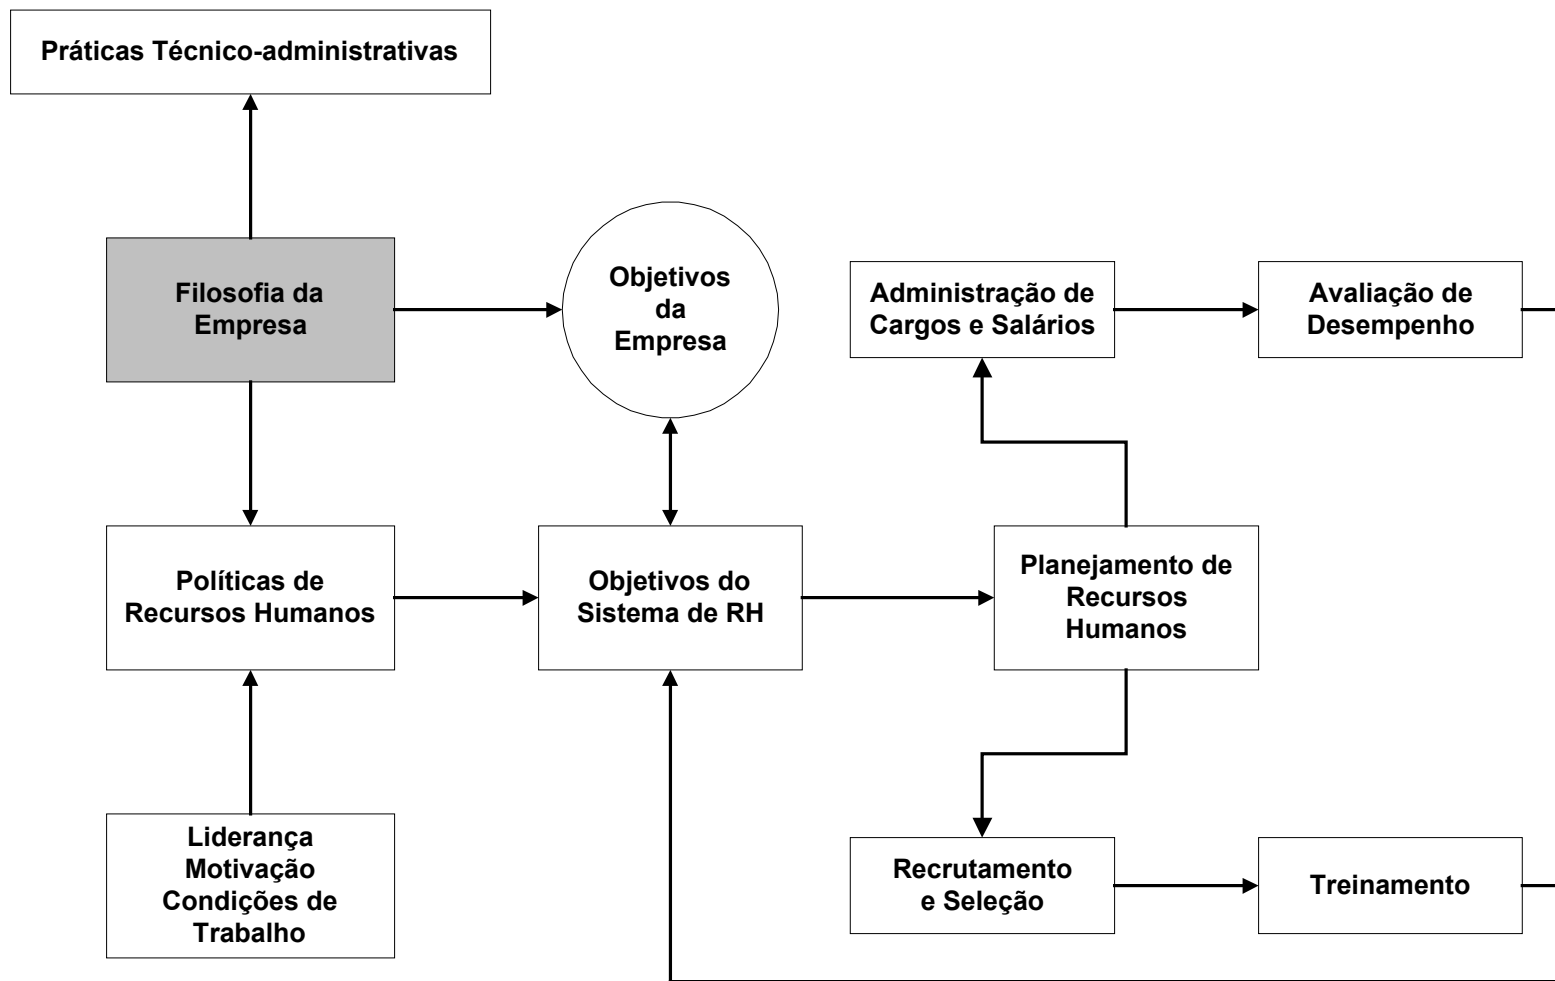 Práticas Técnico-administrativas
Filosofia da
Empresa
Objetivos
da
Empresa
Administração de
Cargos e Salários
Avaliação de
Desempenho
Políticas de
Recursos Humanos
Objetivos do
Sistema de RH
Planejamento de
Recursos
Humanos
Liderança
Motivação
Condições de
Trabalho
Recrutamento
e Seleção
Treinamento